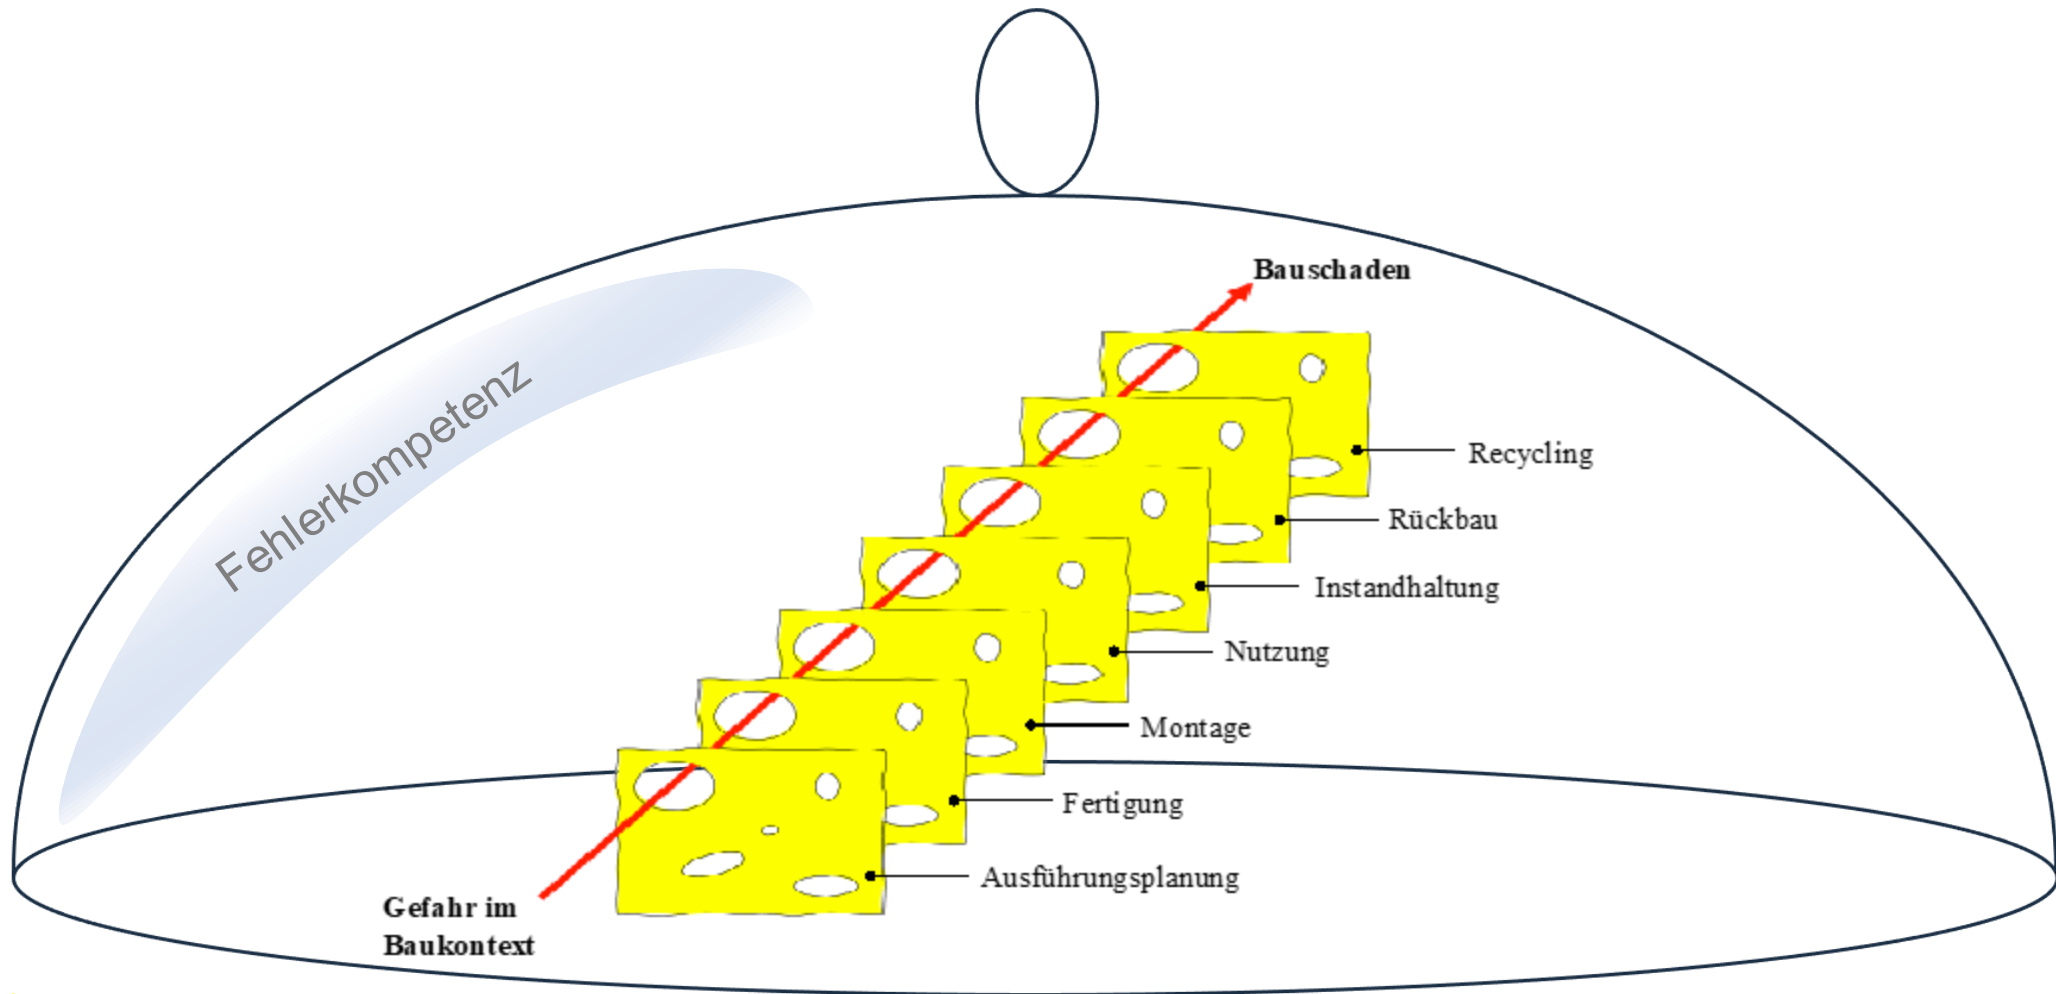 Bauschaden
Fehlerkompetenz
Recycling
Rückbau
Instandhaltung
Nutzung
Montage
Fertigung
Ausführungsplanung
Gefahr im
Baukontext